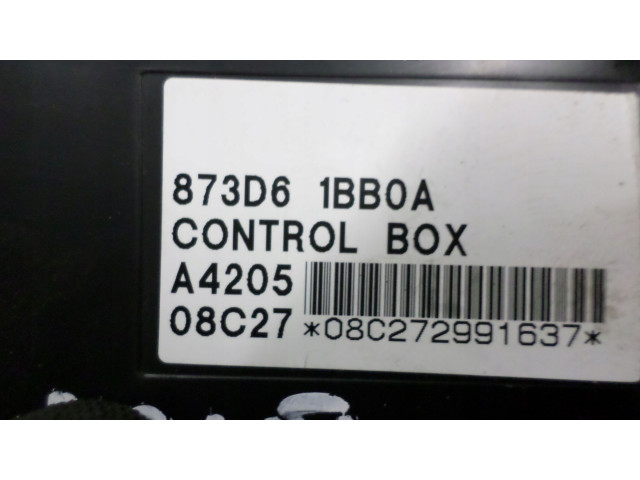 873D6 1BB0A
CONTROL BOX
A4205
08C27 *08C272991637*